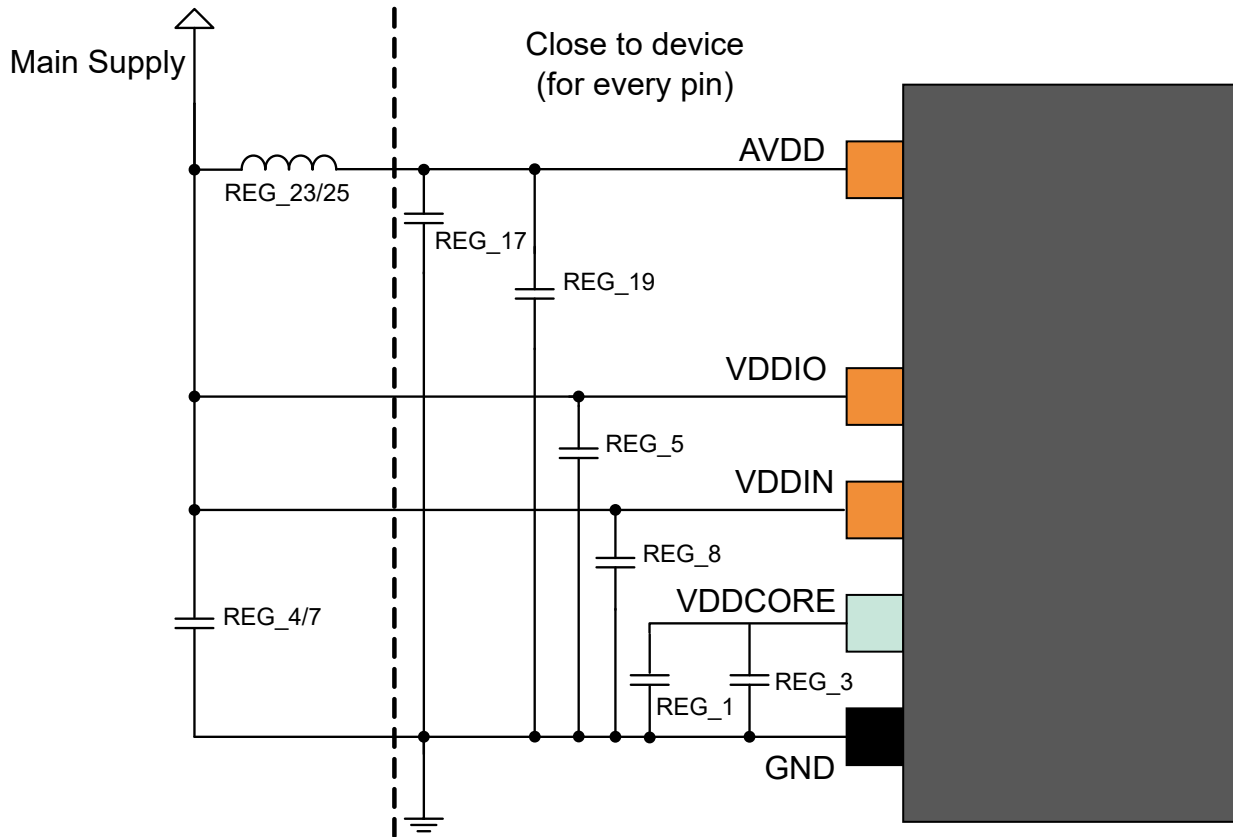 Main Supply
Close to device
(for every pin)
AVDD
REG_23/25
REG_17
REG_19
VDDIO
REG_5
VDDIN
REG_8
VDDCORE
REG_4/7
REG_3
REG_1
GND